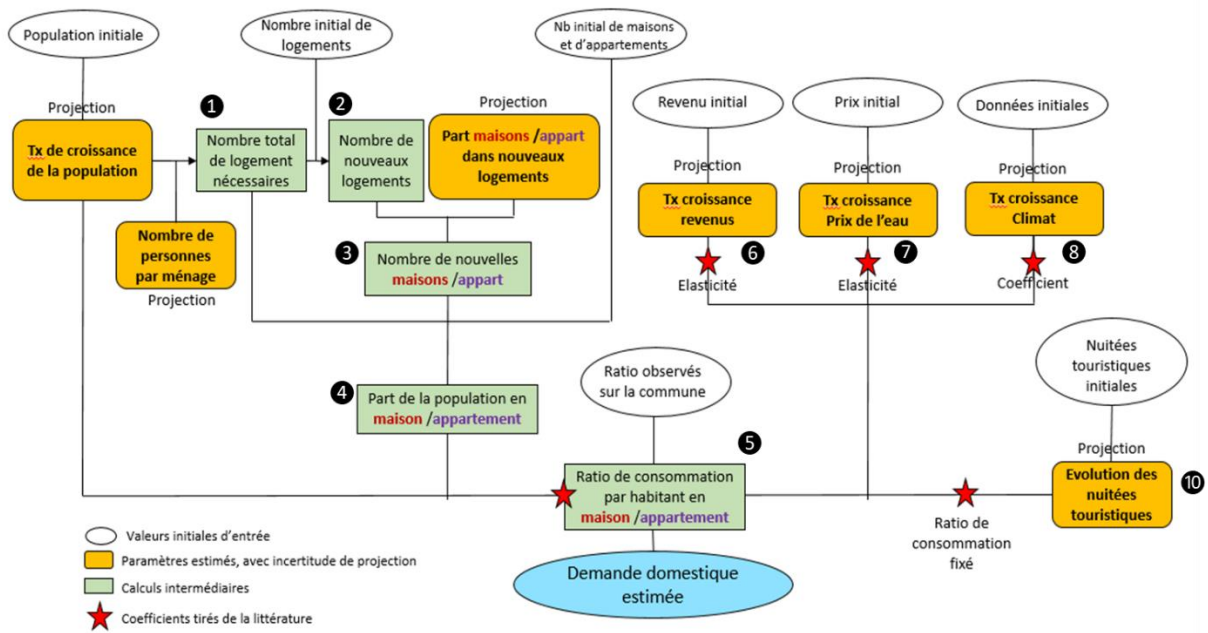 Population initiale
Nombre initial de
logements
Nb initial de maisons
et d'appartements
Projection
1
2
Projection
Revenu initial
Prix initial
Données initiales
Tx de croissance
de la population
Nombre total
de logement
nécessaires
Nombre de
nouveaux
logements
Part maisons /appart
dans nouveaux
logements
Projection
Projection
Projection
Tx croissance
revenus
Tx croissance
Prix de l'eau
Tx croissance
Climat
Nombre de
personnes
par ménage
Projection
3
Nombre de nouvelles
maisons /appart
6
7
8
Elasticité
Elasticité
Coefficient
4
Part de la population en
maison /appartement
Ratio observés
sur la commune
Nuitées
touristiques
initiales
5
Projection
Ratio de consommation
par habitant en
maison /appartement
Evolution des
nuitées
touristiques
10
Ratio de
consommation
fixé
Valeurs initiales d'entrée
Paramètres estimés, avec incertitude de projection
Calculs intermédiaires
Coefficients tirés de la littérature
Demande domestique
estimée